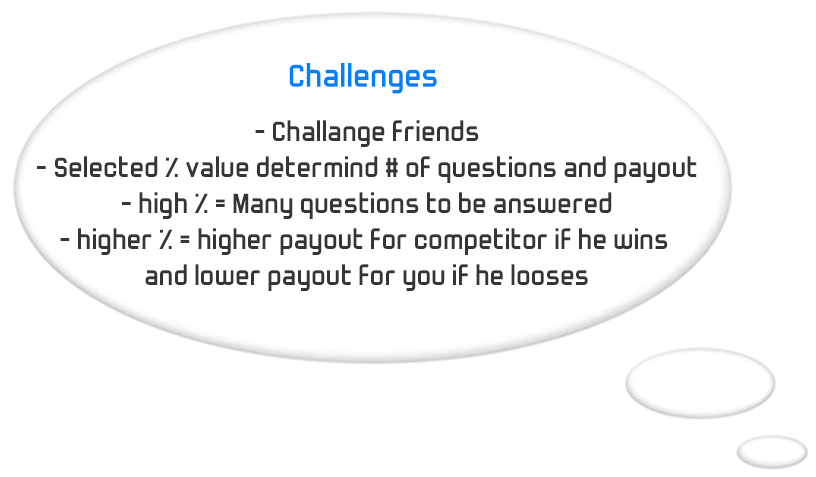 Challenges
- Challange friends
- Selected % value determind # of questions and payout
- high % = Many questions to be answered
- higher % = higher payout for competitor if he wins
and lower payout for you if he looses